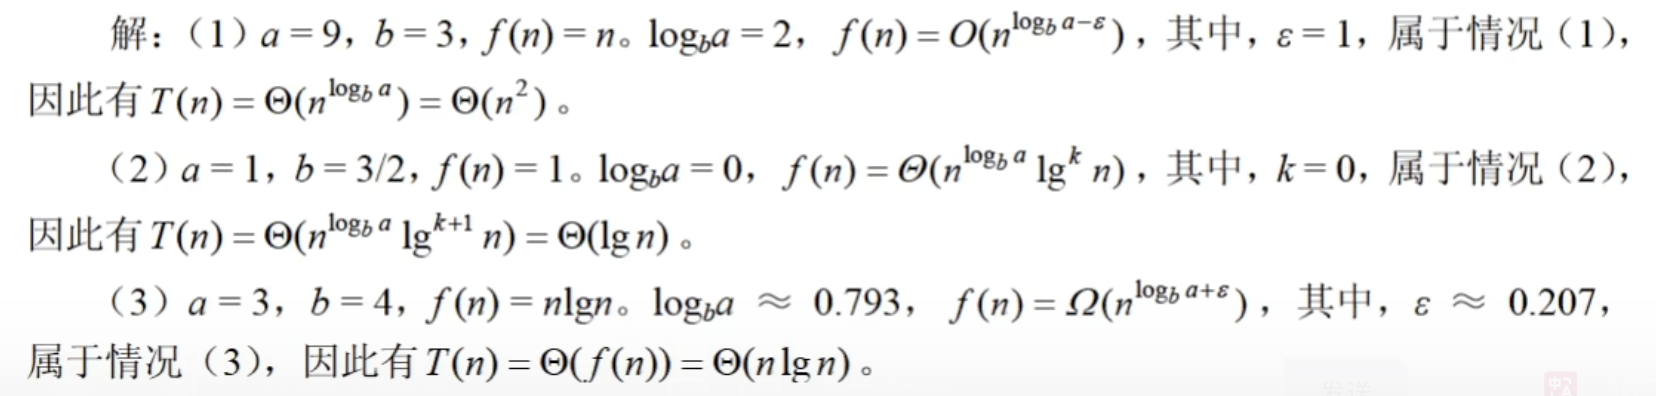 解：（1）a = 9，b = 3，f(n) = n。log_b a = 2，f(n) = O(n^{log_b a−ε})，其中，ε = 1，属于情况（1），
因此有 T(n) = Θ(n^{log_b a}) = Θ(n^2)。
（2）a = 1，b = 3/2，f(n) = 1。log_b a = 0，f(n) = Θ(n^{log_b a} lg^k n)，其中，k = 0，属于情况（2），
因此有 T(n) = Θ(n^{log_b a} lg^{k+1} n) = Θ(lg n)。
（3）a = 3，b = 4，f(n) = nlgn。log_b a ≈ 0.793，f(n) = Ω(n^{log_b a+ε})，其中，ε ≈ 0.207，
属于情况（3），因此有 T(n) = Θ(f(n)) = Θ(n lg n)。
发送